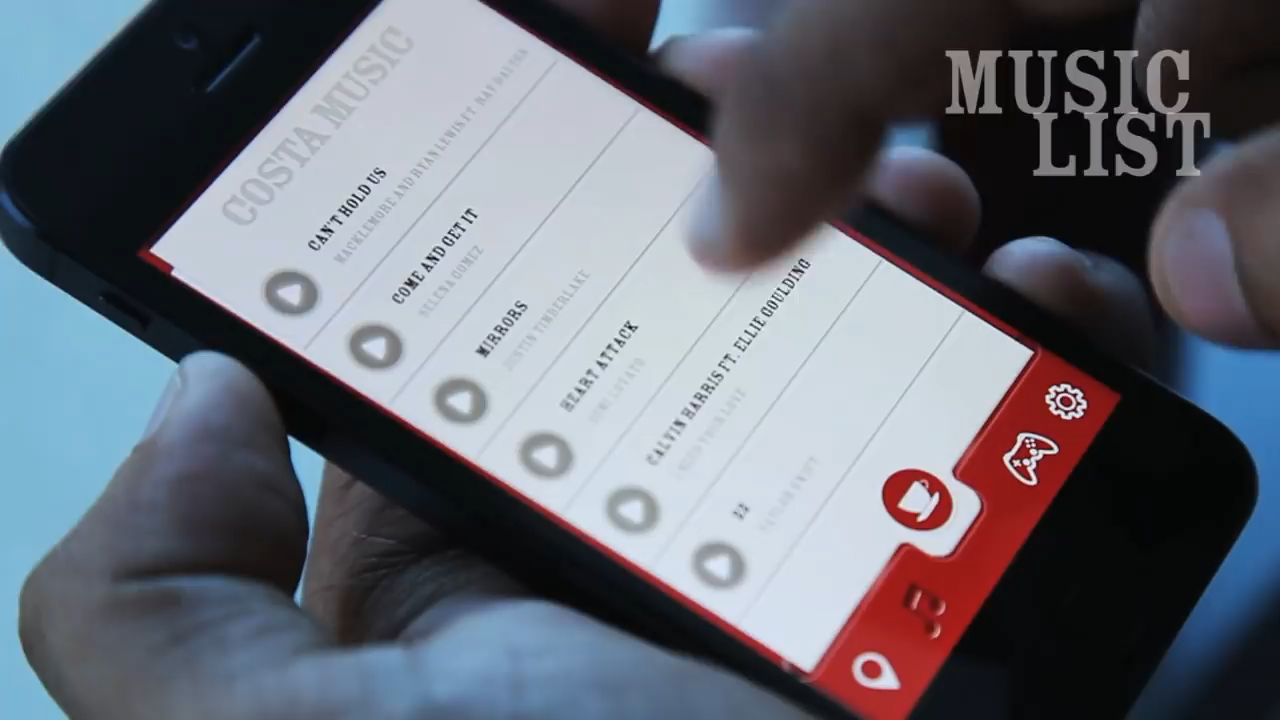 MUSIC
LIST
COSTA MUSIC
CAN'T HOLD US
MACKLEMORE AND RYAN LEWIS FT. RAY DALTON
COME AND GET IT
SELENA GOMEZ
MIRRORS
JUSTIN TIMBERLAKE
HEART ATTACK
DEMI LOVATO
CALVIN HARRIS FT. ELLIE GOULDING
NEED YOUR LOVE
22
TAYLOR SWIFT